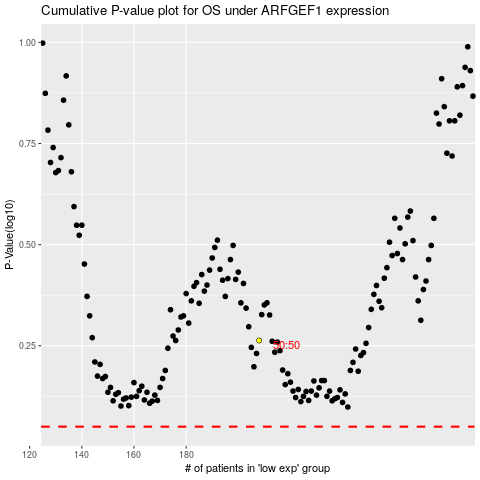 Cumulative P-value plot for OS under ARFGEF1 expression
P-Value(log10)
1.00
0.75
0.50
0.25
50:50
120 140 160 180
# of patients in 'low exp' group